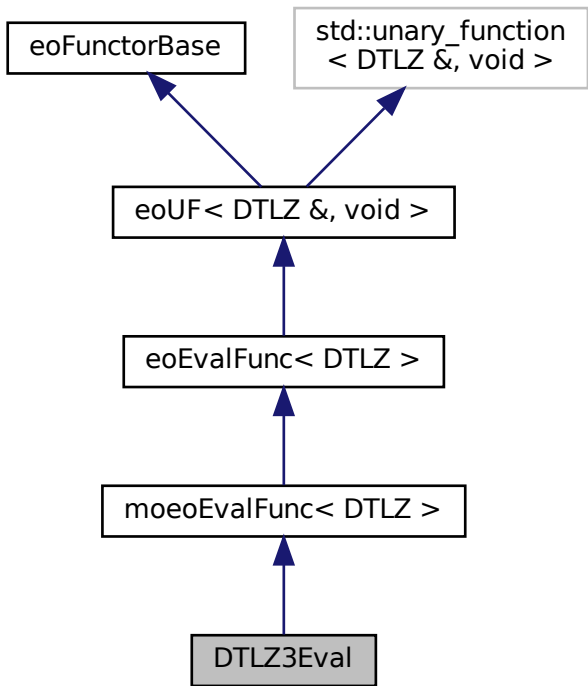 eoFunctorBase
std::unary_function
< DTLZ &, void >
eoUF< DTLZ &, void >
eoEvalFunc< DTLZ >
moeoEvalFunc< DTLZ >
DTLZ3Eval